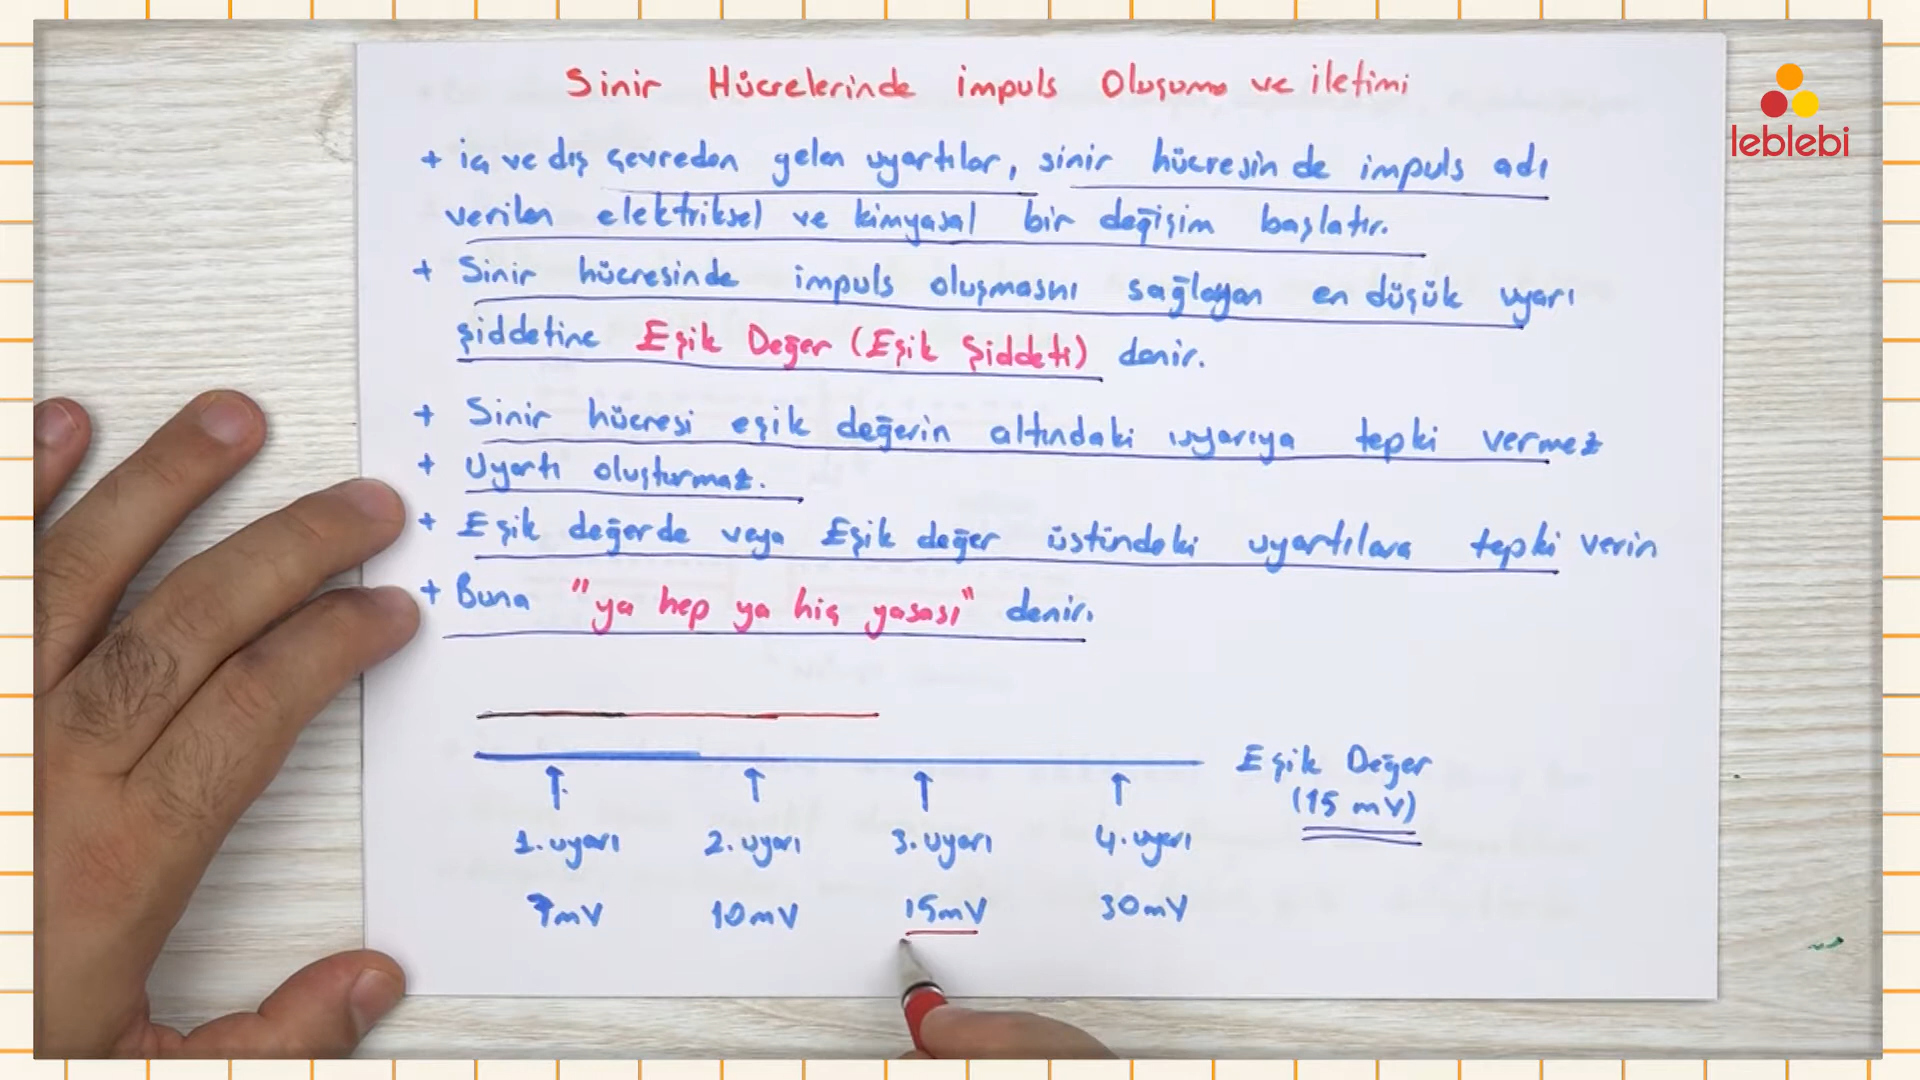 Sinir Hücrelerinde impuls Oluşumu ve iletimi
leblebi
+ iç ve dış çevreden gelen uyartılar, sinir hücresinde impuls adı
verilen elektriksel ve kimyasal bir değişim başlatır.
+ Sinir hücresinde impuls oluşmasını sağlayan en düşük uyarı
şiddetine Eşik Değer (Eşik Şiddeti) denir.
+ Sinir hücresi eşik değerin altındaki uyarıya tepki vermez
+ Uyartı oluşturmaz.
+ Eşik değerde veya Eşik değer üstündeki uyartılara tepki verir
+ Buna "ya hep ya hiç yasası" denir.
Eşik Değer
(15 mV)
1. uyarı 2. uyarı 3. uyarı 4. uyarı
7mV 10mV 15mV 30mV